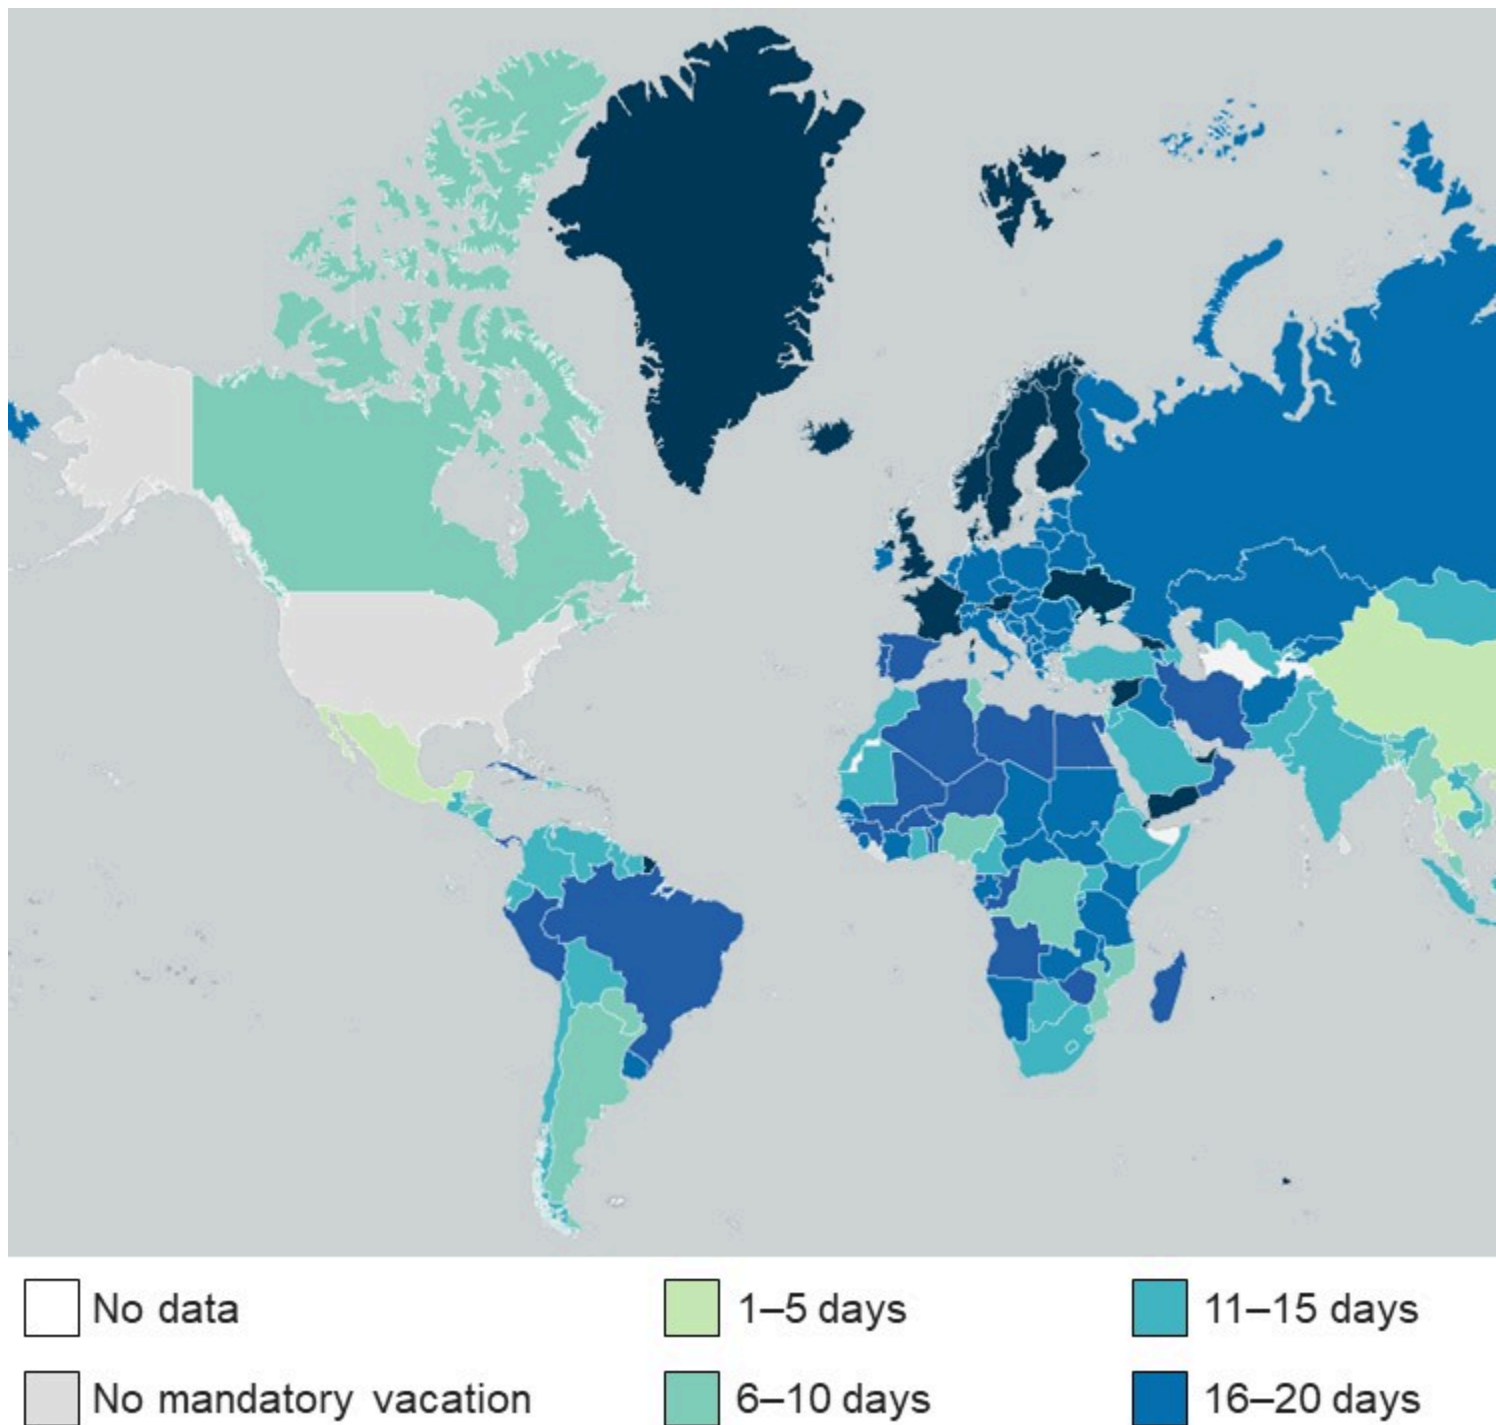 No data
1–5 days
11–15 days
No mandatory vacation
6–10 days
16–20 days